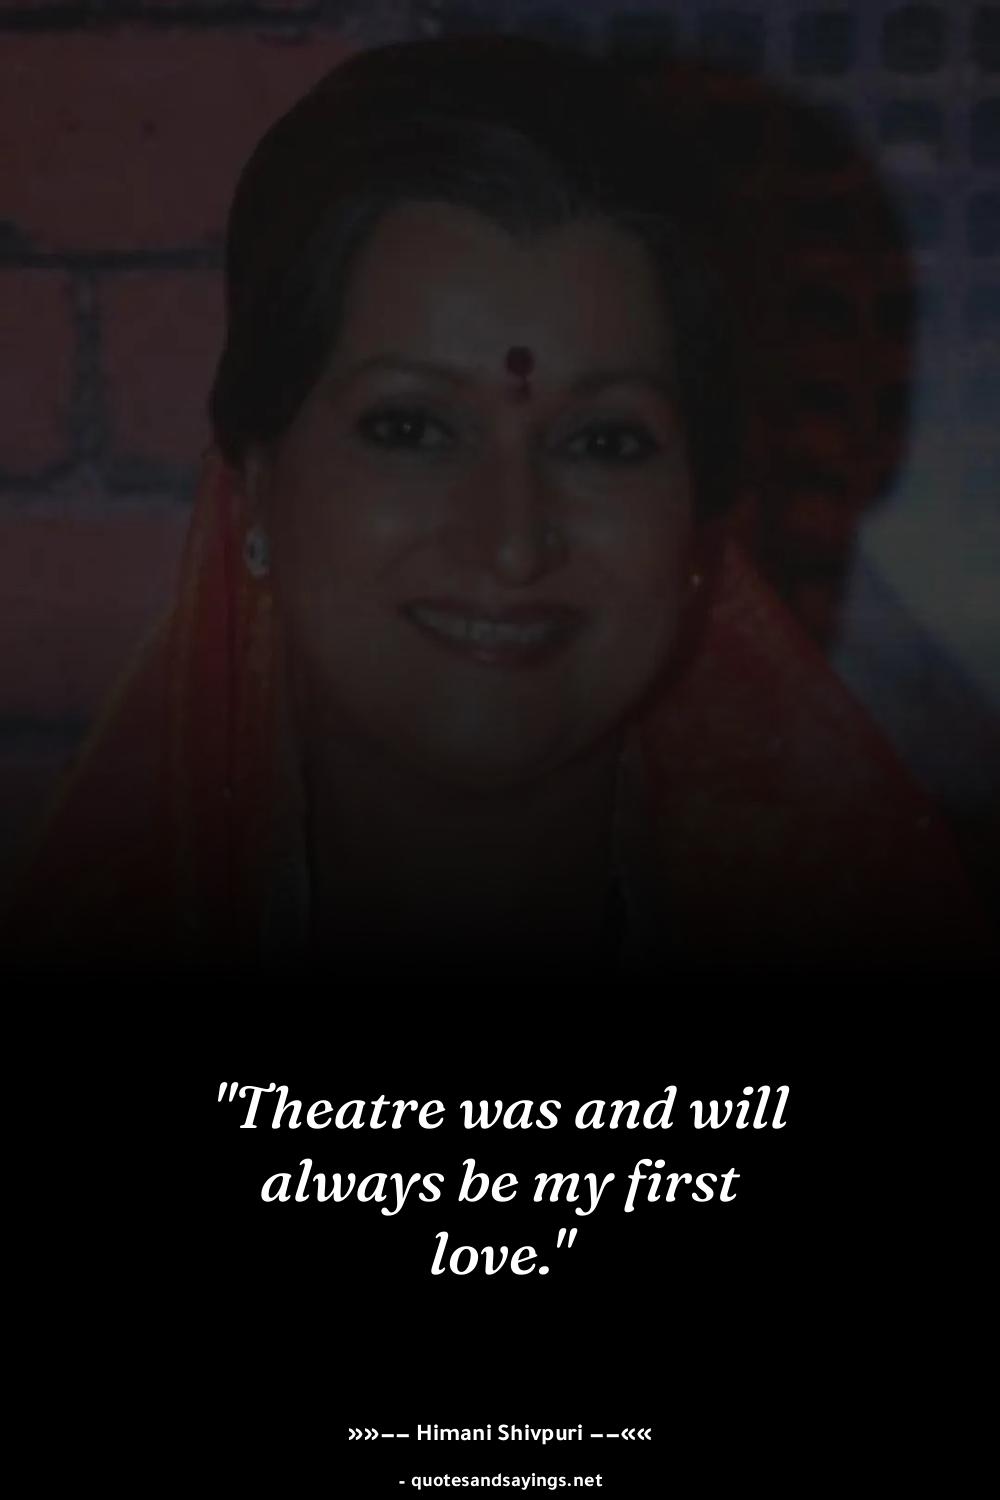 "Theatre was and will
always be my first
love."
»»−− Himani Shivpuri −−««
- quotesandsayings.net